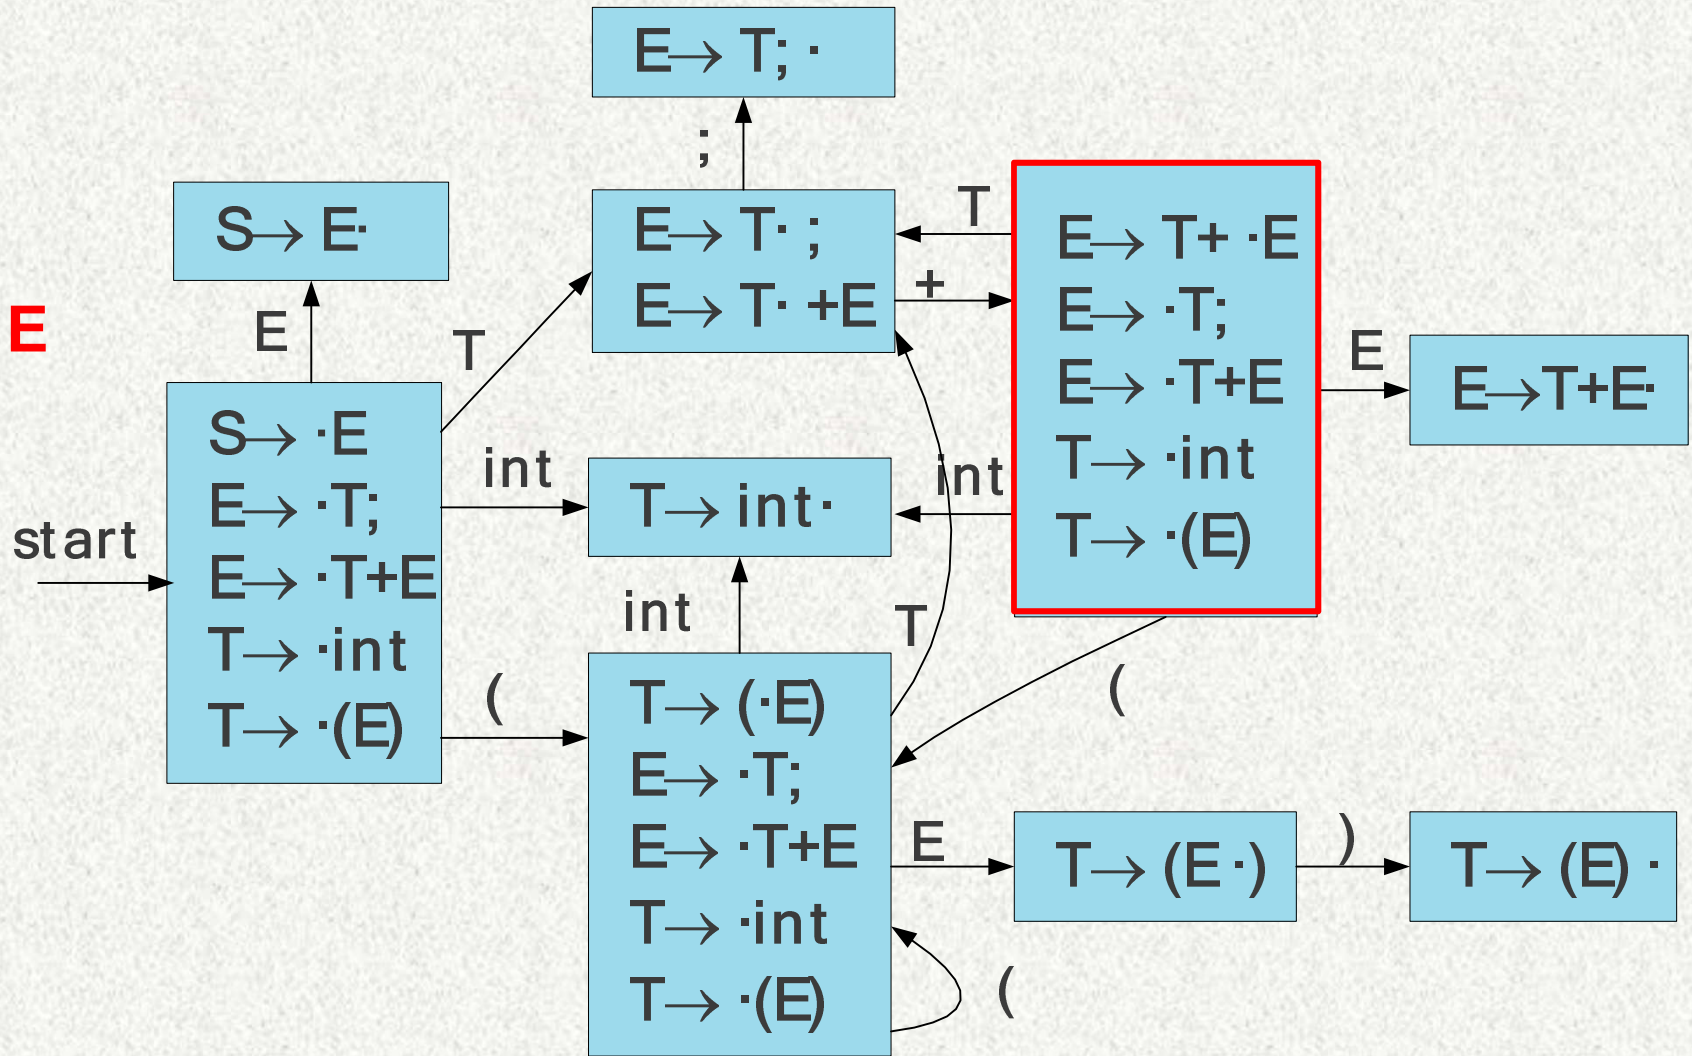 E→ T; ·
;
S→ E·
E→ T· ;
E→ T· +E
T
+
E→ T+ ·E
E→ ·T;
E→ ·T+E
T→ ·int
T→ ·(E)
E
E
T
E
E→T+E·
start
S→ ·E
E→ ·T;
E→ ·T+E
T→ ·int
T→ ·(E)
int
T→ int·
int
int
T
(
(
T→ (·E)
E→ ·T;
E→ ·T+E
T→ ·int
T→ ·(E)
E
T→ (E ·)
)
T→ (E) ·
(